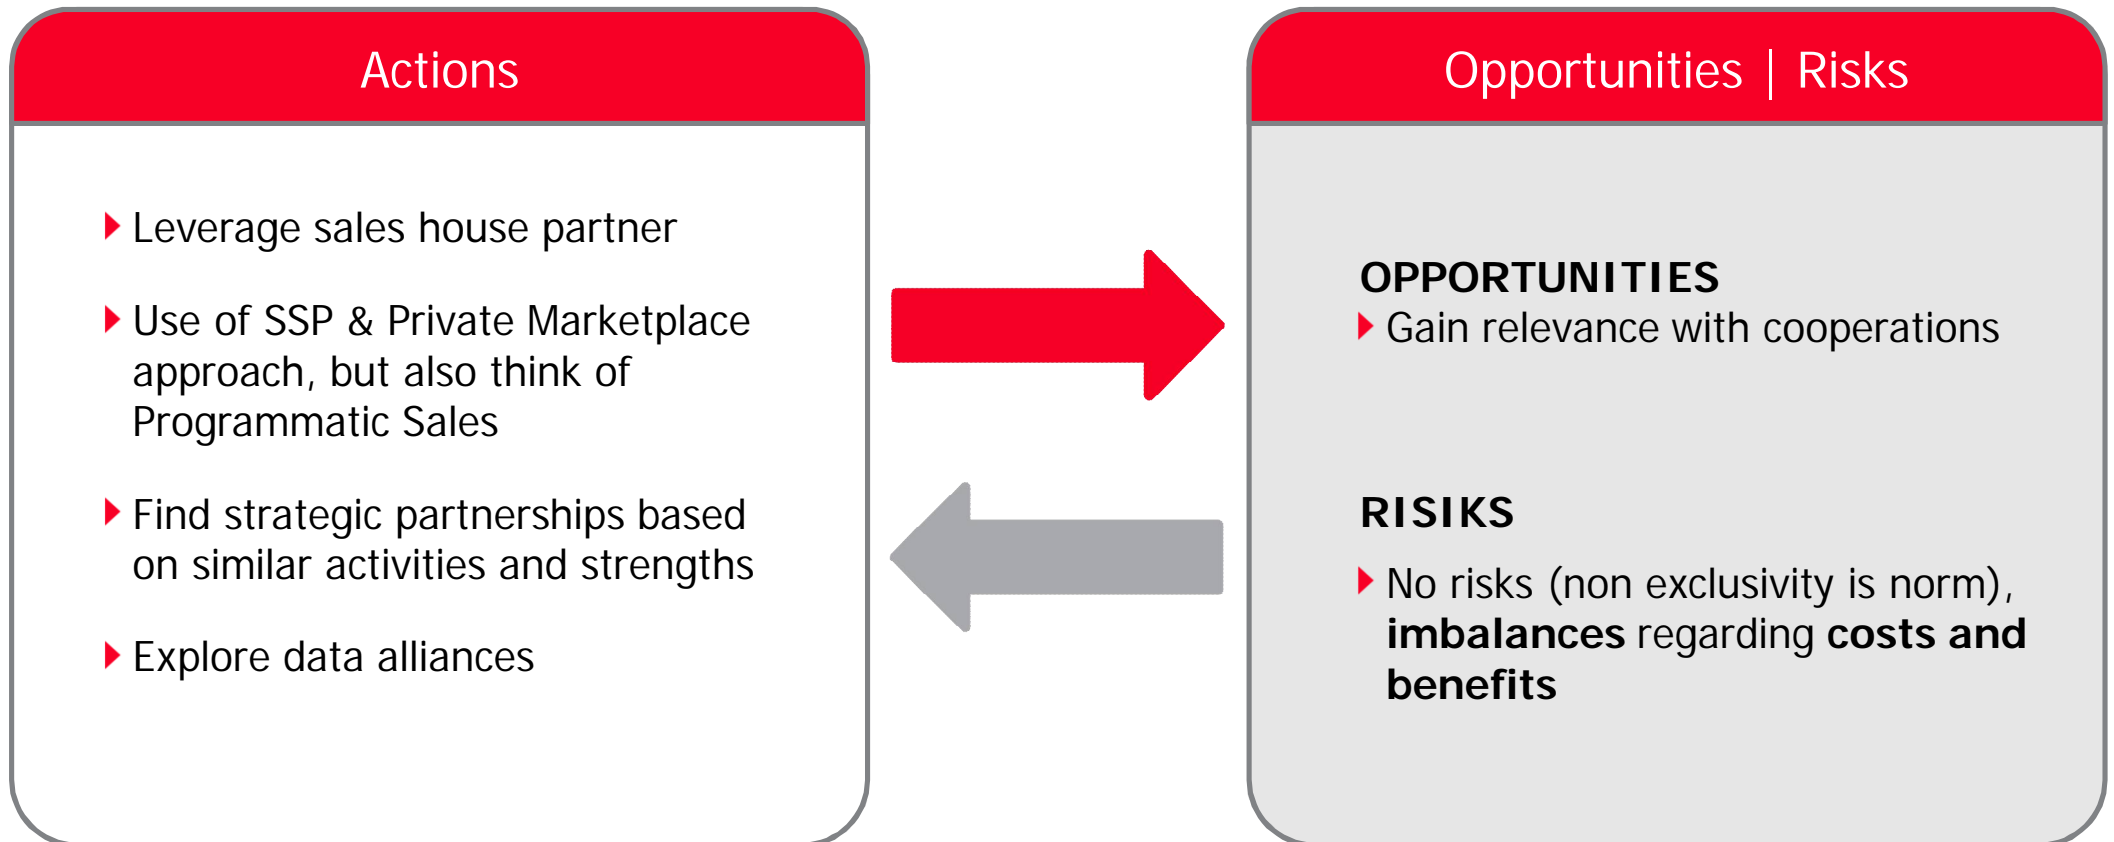 Actions
Leverage sales house partner
Use of SSP & Private Marketplace
approach, but also think of
Programmatic Sales
Find strategic partnerships based
on similar activities and strengths
Explore data alliances
Opportunities | Risks
OPPORTUNITIES
Gain relevance with cooperations
RISIKS
No risks (non exclusivity is norm),
imbalances regarding costs and
benefits